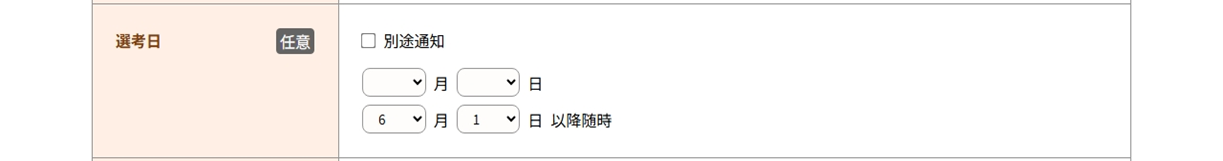 選考日 任意
別途通知
月 日
6 月 1 日 以降随時